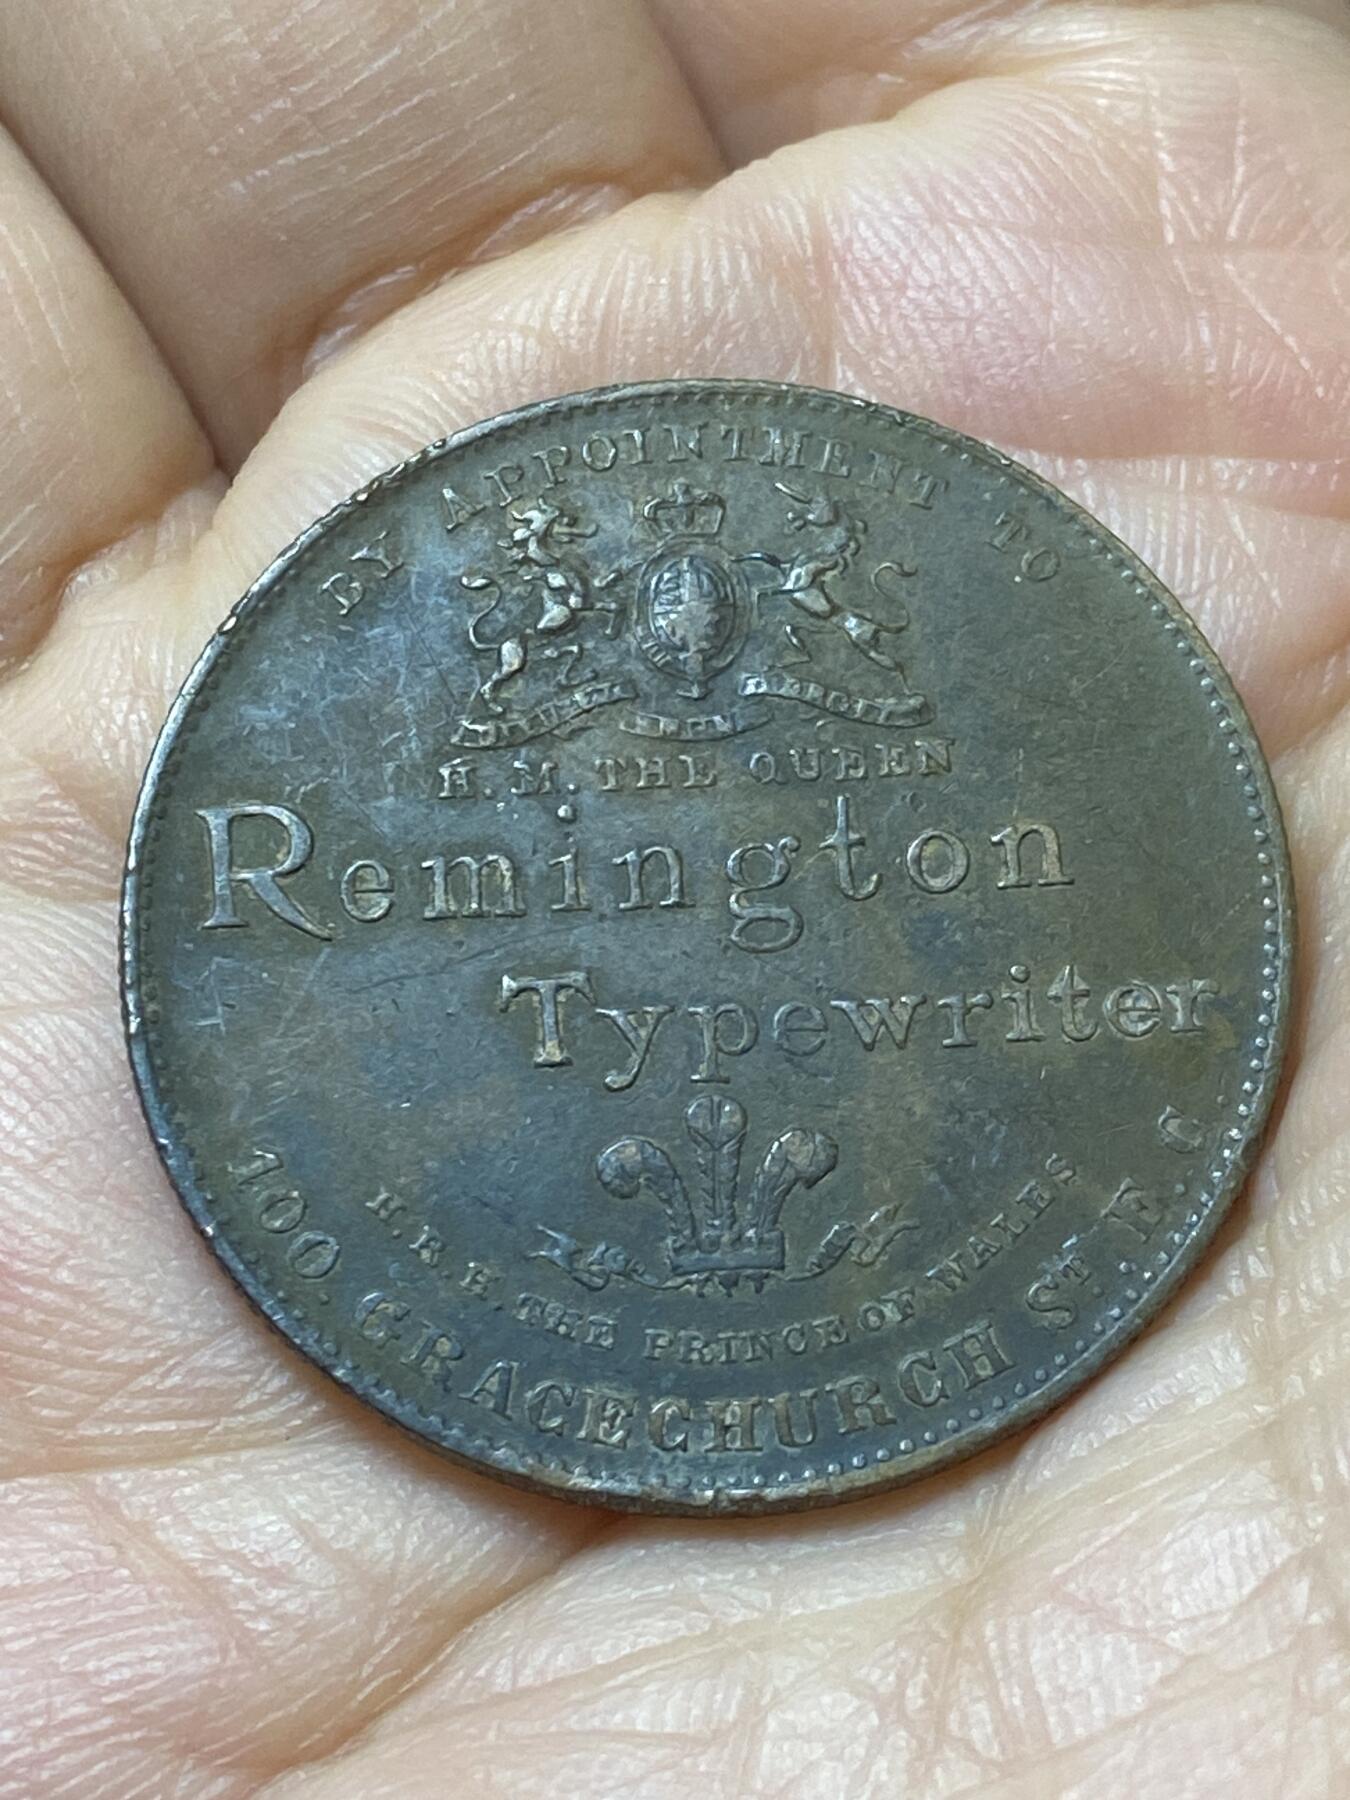 BY APPOINTMENT TO
H. M. THE QUEEN
Remington
Typewriter
H. R. H. THE PRINCE OF WALES
100. GRACECHURCH ST. E. C.